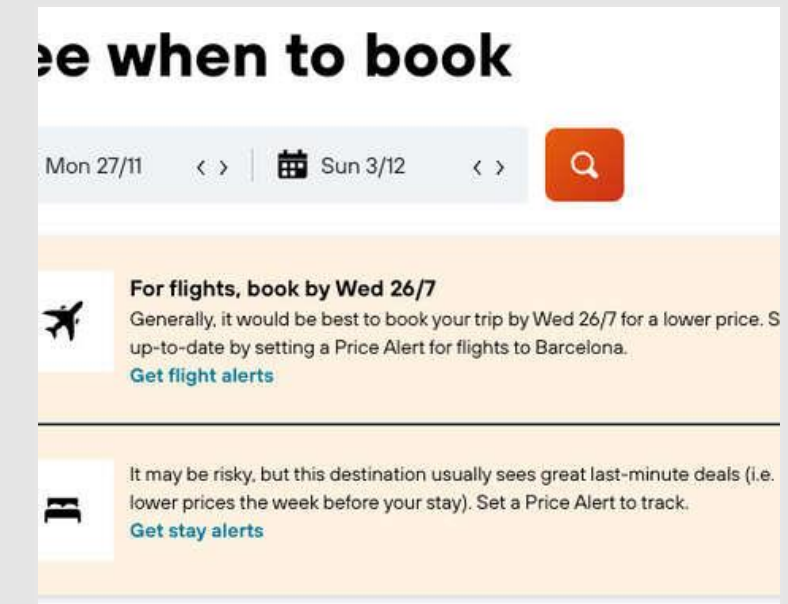 ee when to book
Mon 27/11 < > Sun 3/12 < >
For flights, book by Wed 26/7
Generally, it would be best to book your trip by Wed 26/7 for a lower price. S
up-to-date by setting a Price Alert for flights to Barcelona.
Get flight alerts
It may be risky, but this destination usually sees great last-minute deals (i.e.
lower prices the week before your stay). Set a Price Alert to track.
Get stay alerts